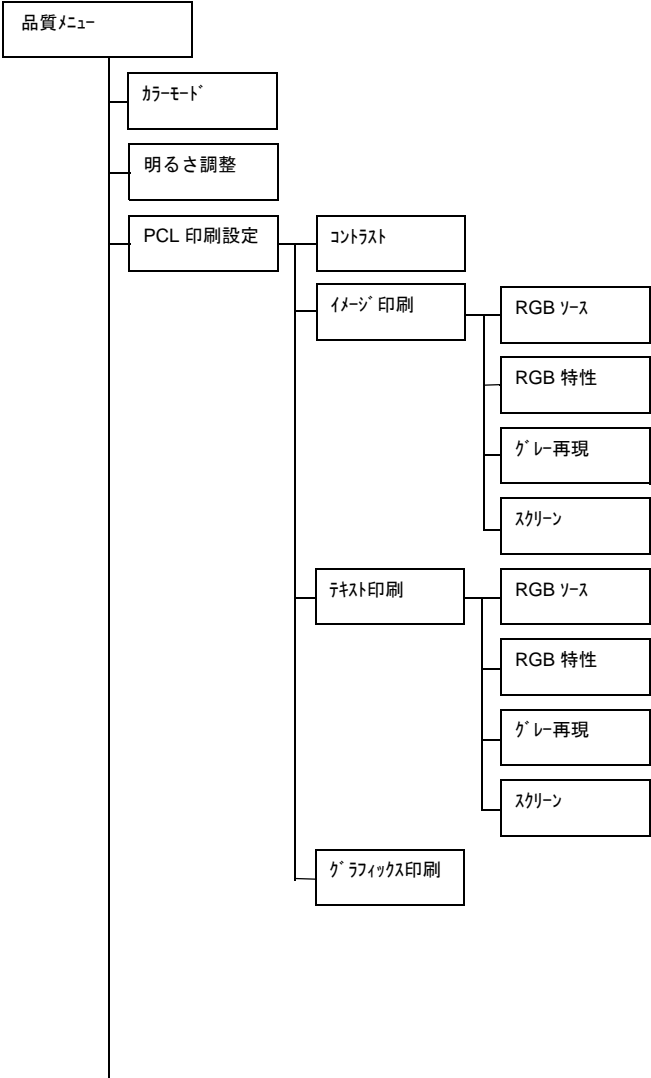 品質ﾒﾆｭｰ
ｶﾗｰﾓｰﾄﾞ
明るさ調整
PCL 印刷設定
ｺﾝﾄﾗｽﾄ
ｲﾒｰｼﾞ印刷
RGB ｿｰｽ
RGB 特性
ｸﾞﾚｰ再現
ｽｸﾘｰﾝ
ﾃｷｽﾄ印刷
RGB ｿｰｽ
RGB 特性
ｸﾞﾚｰ再現
ｽｸﾘｰﾝ
ｸﾞﾗﾌｨｯｸｽ印刷